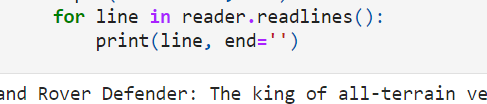 for line in reader.readlines():
print(line, end='')
and Rover Defender: The king of all-terrain ve